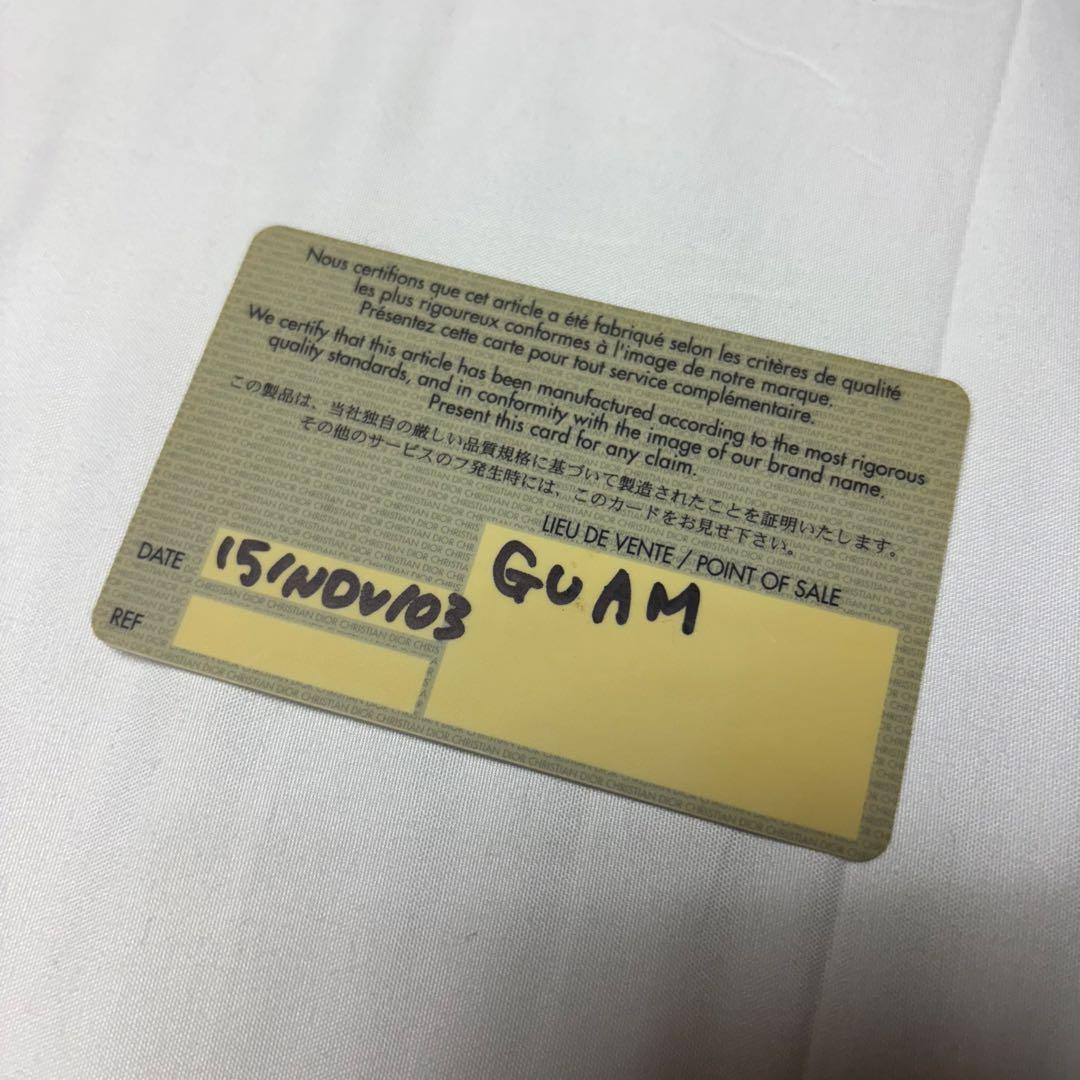 Nous certifions que cet article a été fabriqué selon les critères de qualité
les plus rigoureux conformes à l'image de notre marque.
Présentez cette carte pour tout service complémentaire.
We certify that this article has been manufactured according to the most rigorous
quality standards, and in conformity with the image of our brand name.
Present this card for any claim.
この製品は、当社独自の厳しい品質規格に基づいて製造されたことを証明いたします。
その他のサービスのフ発生時には、このカードをお見せ下さい。
LIEU DE VENTE / POINT OF SALE
DATE 15/NOV/03
GUAM
REF